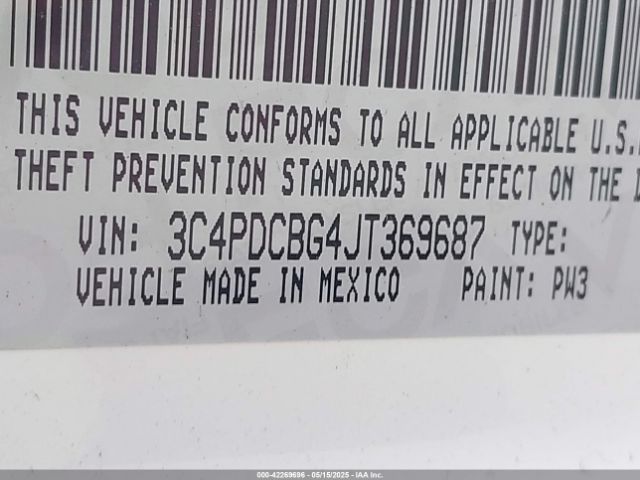 THIS VEHICLE CONFORMS TO ALL APPLICABLE U.S.
THEFT PREVENTION STANDARDS IN EFFECT ON THE
VIN: 3C4PDCBG4JT369687 TYPE:
VEHICLE MADE IN MEXICO PAINT: PW3
000-42269696 - 05/15/2025 - IAA Inc.